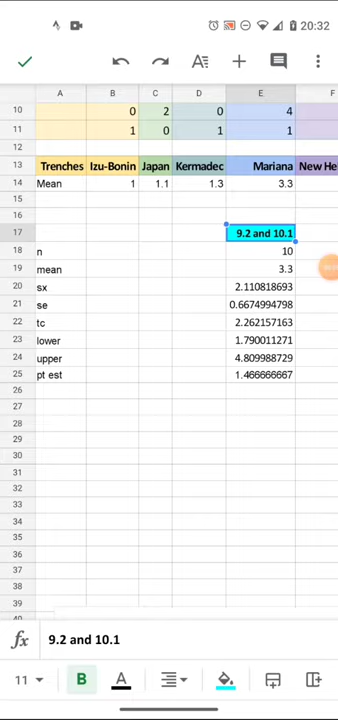 20:32
A B C D E F
10 0 2 0 4
11 1 0 1 1
12
13 Trenches Izu-Bonin Japan Kermadec Mariana New He
14 Mean 1 1.1 1.3 3.3
15
16
17 9.2 and 10.1
18 n 10
19 mean 3.3
20 sx 2.110818693
21 se 0.6674994798
22 tc 2.262157163
23 lower 1.790011271
24 upper 4.809988729
25 pt est 1.466666667
26
27
28
29
30
31
32
33
34
35
36
37
38
39
fx 9.2 and 10.1
11 B A